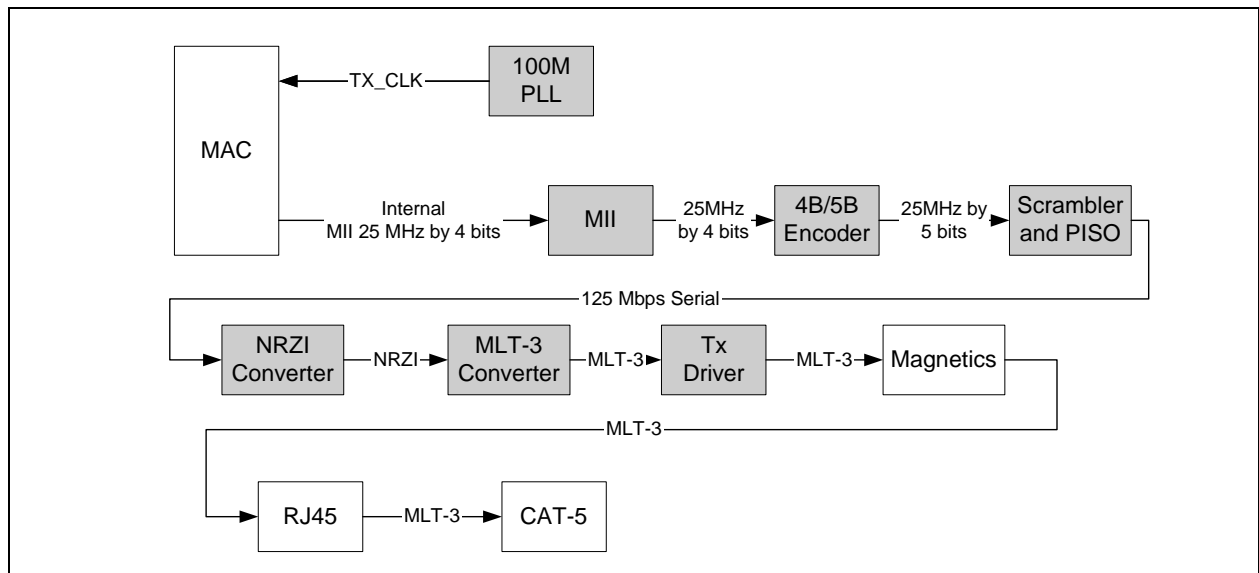 100M
PLL
TX_CLK
MAC
Internal
MII 25 MHz by 4 bits
MII
25MHz
by 4 bits
4B/5B
Encoder
25MHz by
5 bits
Scrambler
and PISO
125 Mbps Serial
NRZI
Converter
NRZI
MLT-3
Converter
MLT-3
Tx
Driver
MLT-3
Magnetics
MLT-3
RJ45
MLT-3
CAT-5